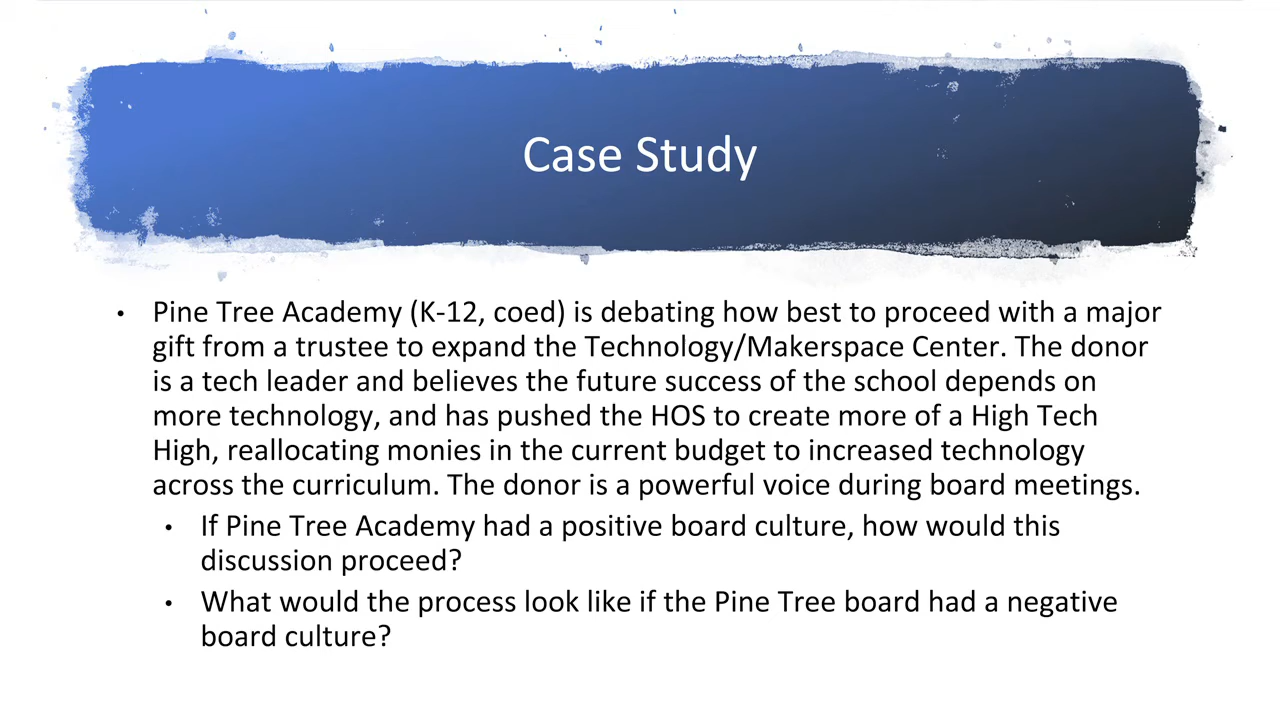 Case Study
• Pine Tree Academy (K-12, coed) is debating how best to proceed with a major
gift from a trustee to expand the Technology/Makerspace Center. The donor
is a tech leader and believes the future success of the school depends on
more technology, and has pushed the HOS to create more of a High Tech
High, reallocating monies in the current budget to increased technology
across the curriculum. The donor is a powerful voice during board meetings.
• If Pine Tree Academy had a positive board culture, how would this
discussion proceed?
• What would the process look like if the Pine Tree board had a negative
board culture?